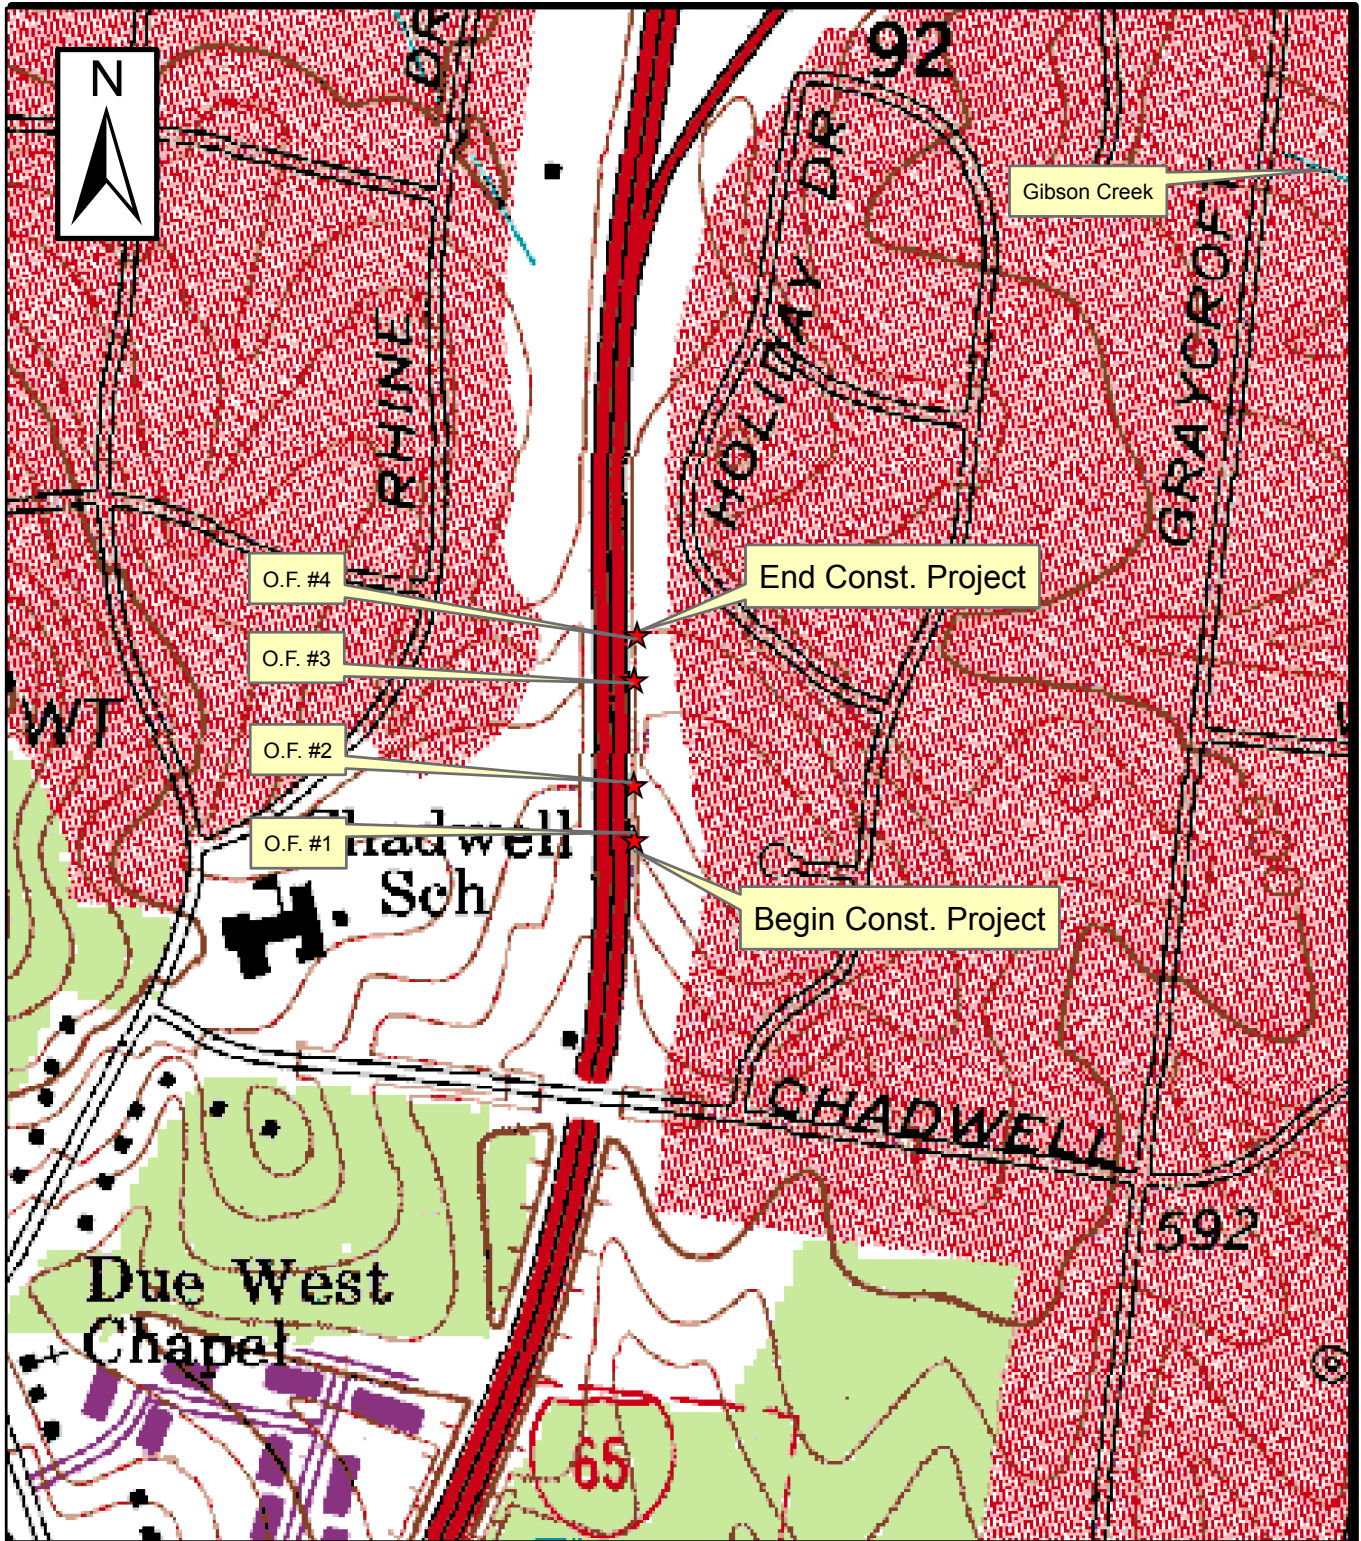 N
DR
92
HOLIDAY DR
Gibson Creek
GRAYCROFT
RHINE
O.F. #4
End Const. Project
O.F. #3
WT
O.F. #2
O.F. #1
Chadwell
Sch
Begin Const. Project
CHADWELL
592
Due West
Chapel
65